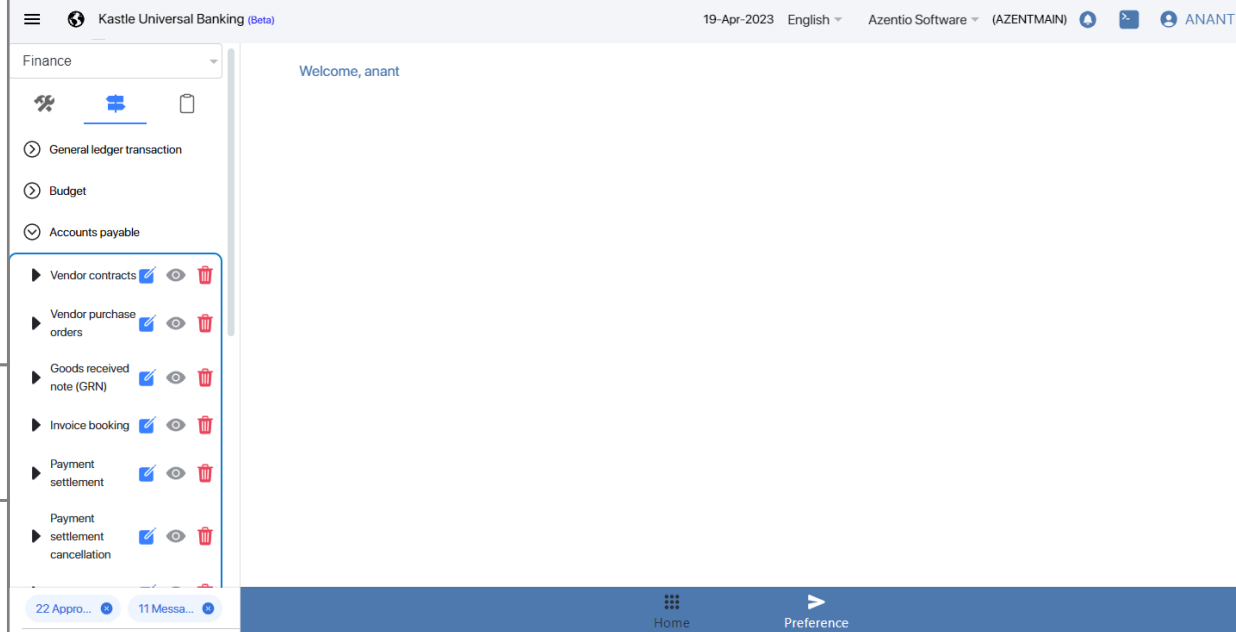 Kastle Universal Banking (Beta)
19-Apr-2023 English Azentio Software (AZENTMAIN) ANANT
Finance
Welcome, anant
General ledger transaction
Budget
Accounts payable
Vendor contracts
Vendor purchase
orders
Goods received
note (GRN)
Invoice booking
Payment
settlement
Payment
settlement
cancellation
22 Appro... 11 Messa...
Home
Preference